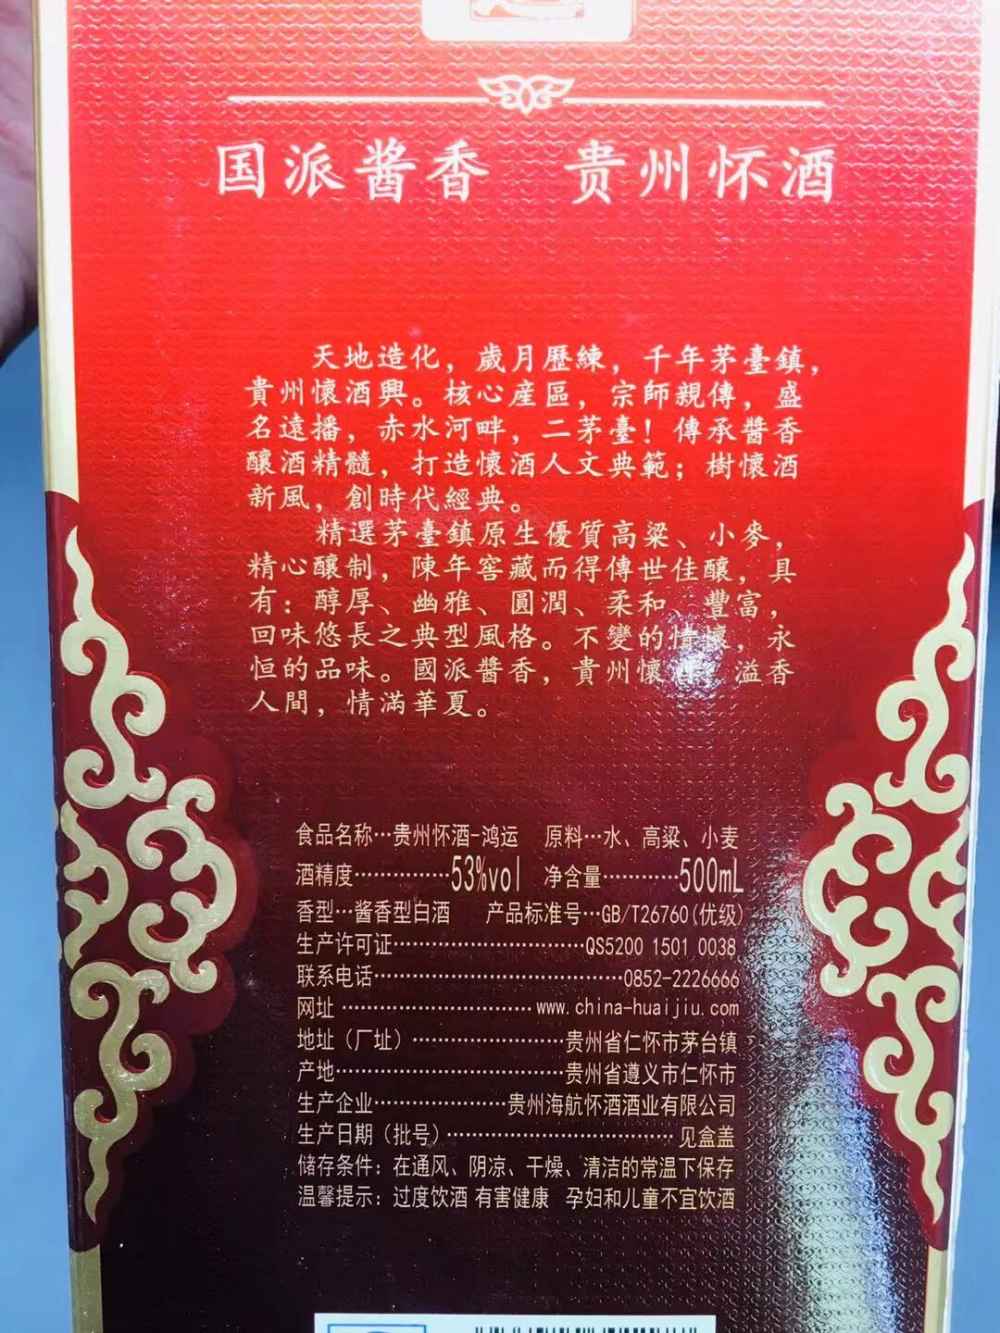 国派酱香 贵州怀酒
天地造化，歲月歷練，千年茅臺鎮，
貴州懷酒興。核心産區，宗師親傳，盛
名遠播，赤水河畔，二茅臺！傳承醬香
釀酒精髓，打造懷酒人文典範；樹懷酒
新風，創時代經典。
精選茅臺鎮原生優質高粱、小麥，
精心釀制，陳年窖藏而得傳世佳釀，具
有：醇厚、幽雅、圓潤、柔和、豐富，
回味悠長之典型風格。不變的情懷，永
恒的品味。國派醬香，貴州懷 溢香
人間，情滿華夏。
食品名称…贵州怀酒-鸿运 原料…水、高粱、小麦
酒精度……………53%vol 净含量…………500mL
香型…酱香型白酒 产品标准号…GB/T26760(优级)
生产许可证…………………………QS5200 1501 0038
联系电话…………………………………0852-2226666
网址…………………………www.china-huaijiu.com
地址（厂址）……………………贵州省仁怀市茅台镇
产地………………………………贵州省遵义市仁怀市
生产企业…………………贵州海航怀酒酒业有限公司
生产日期（批号）………………………………见盒盖
储存条件：在通风、阴凉、干燥、清洁的常温下保存
温馨提示：过度饮酒 有害健康 孕妇和儿童不宜饮酒